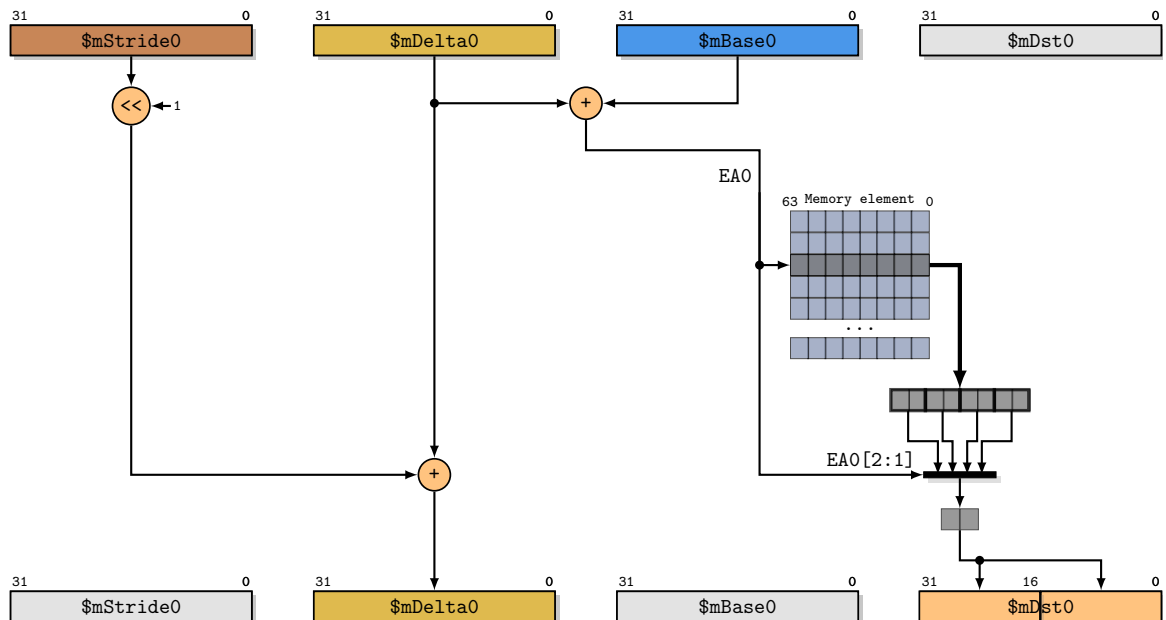 31 0 31 0 31 0 31 0
$mStride0 $mDelta0 $mBase0 $mDst0
<< 1 + +
EA0
63 Memory element 0
...
EA0[2:1]
+
31 0 31 0 31 0 31 16 0
$mStride0 $mDelta0 $mBase0 $mDst0